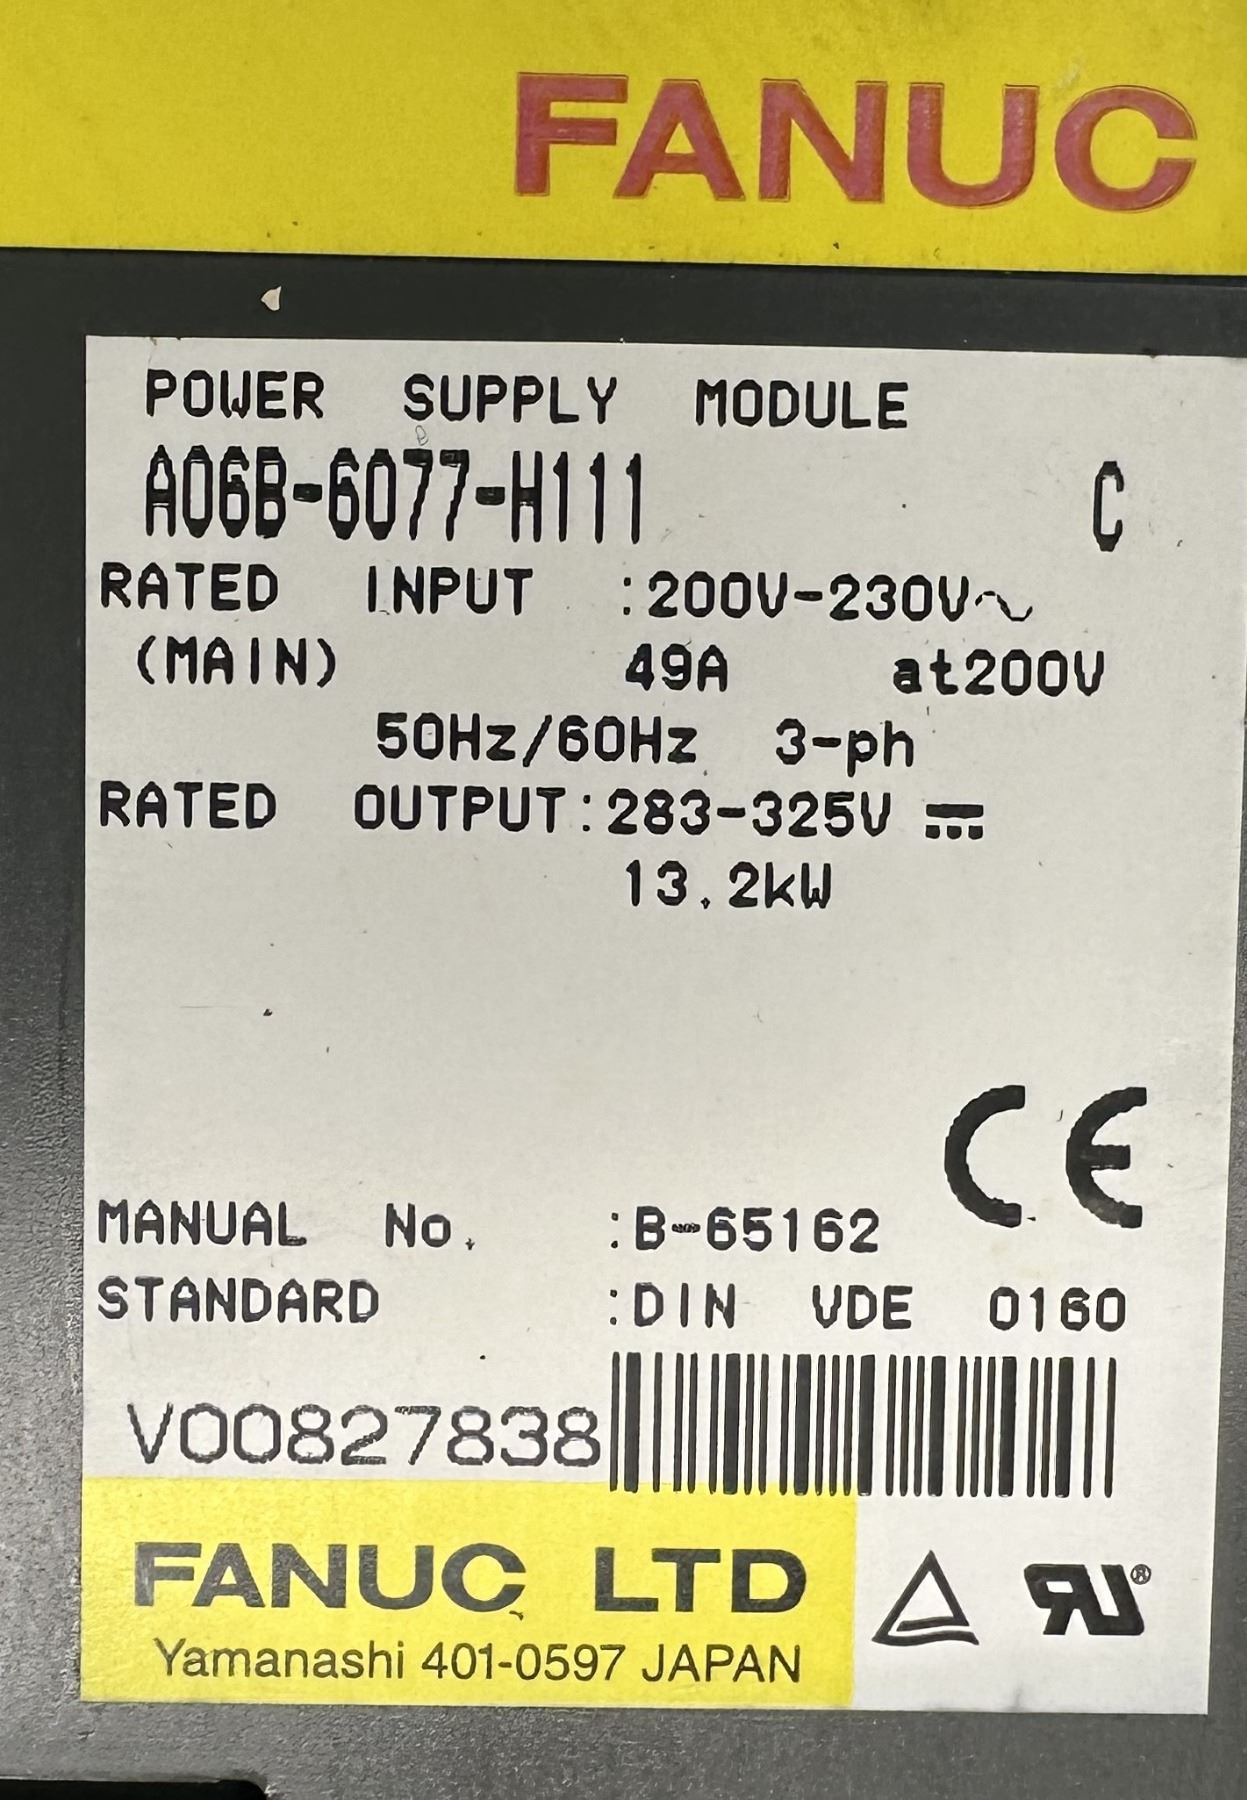 FANUC
POWER SUPPLY MODULE
A06B-6077-H111 C
RATED INPUT :200V-230V∿
(MAIN) 49A at200V
50Hz/60Hz 3-ph
RATED OUTPUT:283-325V ⎓
13.2kW
CE
MANUAL No. :B-65162
STANDARD :DIN VDE 0160
V00827838
FANUC LTD
Yamanashi 401-0597 JAPAN
RU®